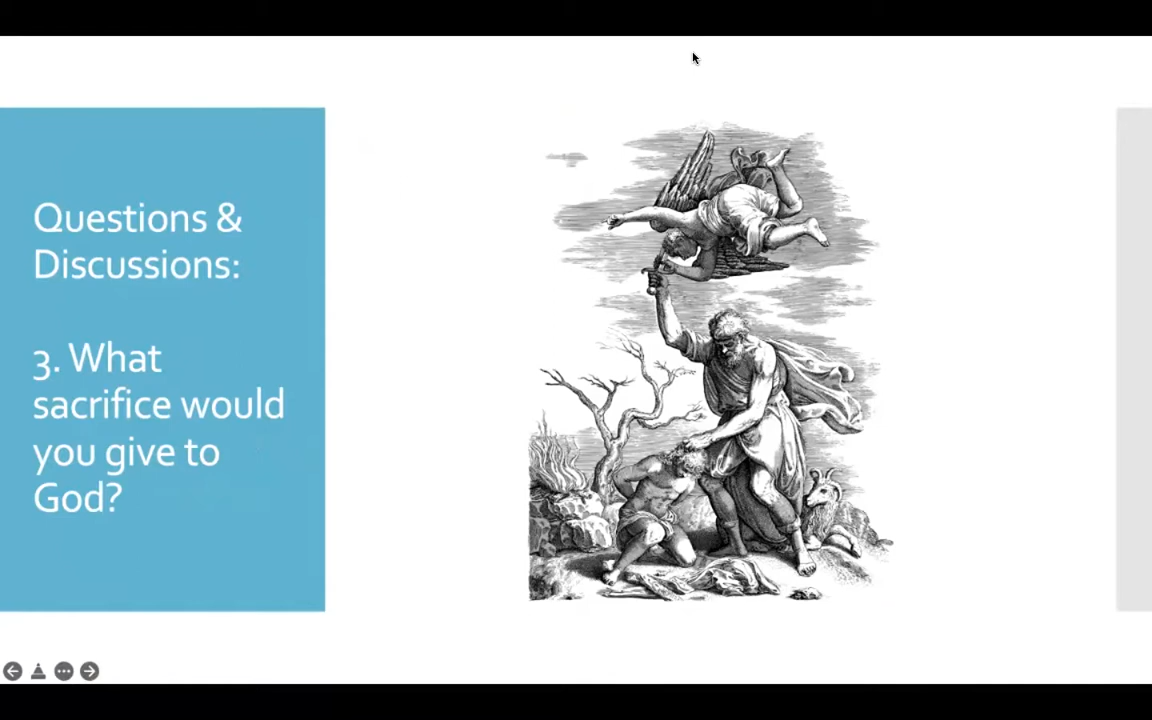 Questions &
Discussions:
3. What
sacrifice would
you give to
God?